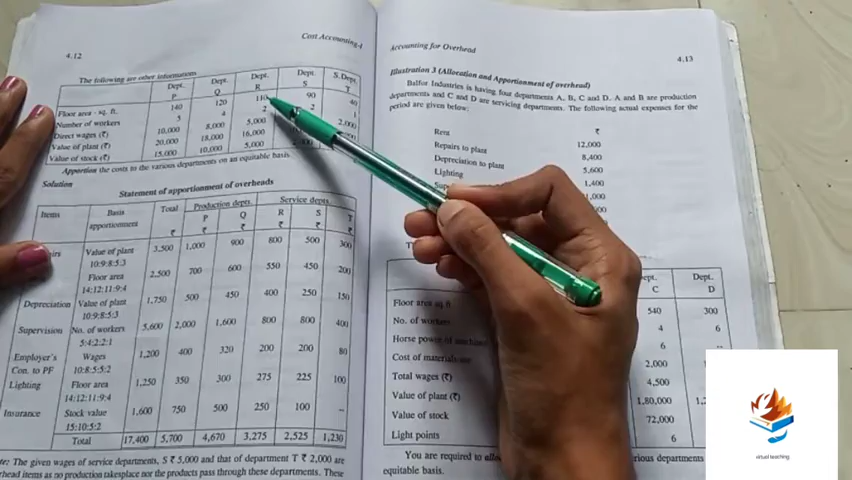 4.12
Cost Accounting-I
The following are other information
Dept. P Dept. Q Dept. R Dept. S S.Dept. T
Floor area - sq. ft. 140 120 110 90 40
Number of workers 5 4 2 2 1
Direct wages (₹) 10,000 8,000 5,000 2,000
Value of plant (₹) 20,000 18,000 16,000
Value of stock (₹) 15,000 10,000 5,000
Apportion the costs to the various departments on an equitable basis.
Solution
Statement of apportionment of overheads
Items Basis apportionment Total ₹ Production depts. Service depts.
P ₹ Q ₹ R ₹ S ₹ T ₹
Value of plant 3,500 1,000 900 800 500 300
10:9:8:5:3
Floor area 2,500 700 600 550 450 200
14:12:11:9:4
Depreciation Value of plant 1,750 500 450 400 250 150
10:9:8:5:3
Supervision No. of workers 5,600 2,000 1,600 800 800 400
5:4:2:2:1
Employer's Wages 1,200 400 320 200 200 80
Con. to PF 10:8:5:5:2
Lighting Floor area 1,250 350 300 275 225 100
14:12:11:9:4
Insurance Stock value 1,600 750 500 250 100 --
15:10:5:2
Total 17,400 5,700 4,670 3,275 2,525 1,230
The given wages of service departments, S ₹ 5,000 and that of department T ₹ 2,000 are
items as no production takesplace nor the products pass through these departments. These
Accounting for Overhead
4.13
Illustration 3 (Allocation and Apportionment of overhead)
Balfor Industries is having four departments A, B, C and D. A and B are production
departments and C and D are servicing departments. The following actual expenses for the
period are given below:
₹
Rent 12,000
Repairs to plant 8,400
Depreciation to plant 5,600
Lighting 1,400
Dept. C Dept. D
Floor area sq.ft 540 300
No. of workers 4 6
Horse power of machine 6
Cost of materials 2,000
Total wages (₹) 4,500
Value of plant (₹) 1,80,000
Value of stock 72,000
Light points 6
You are required to departments
equitable basis.
virtual teaching